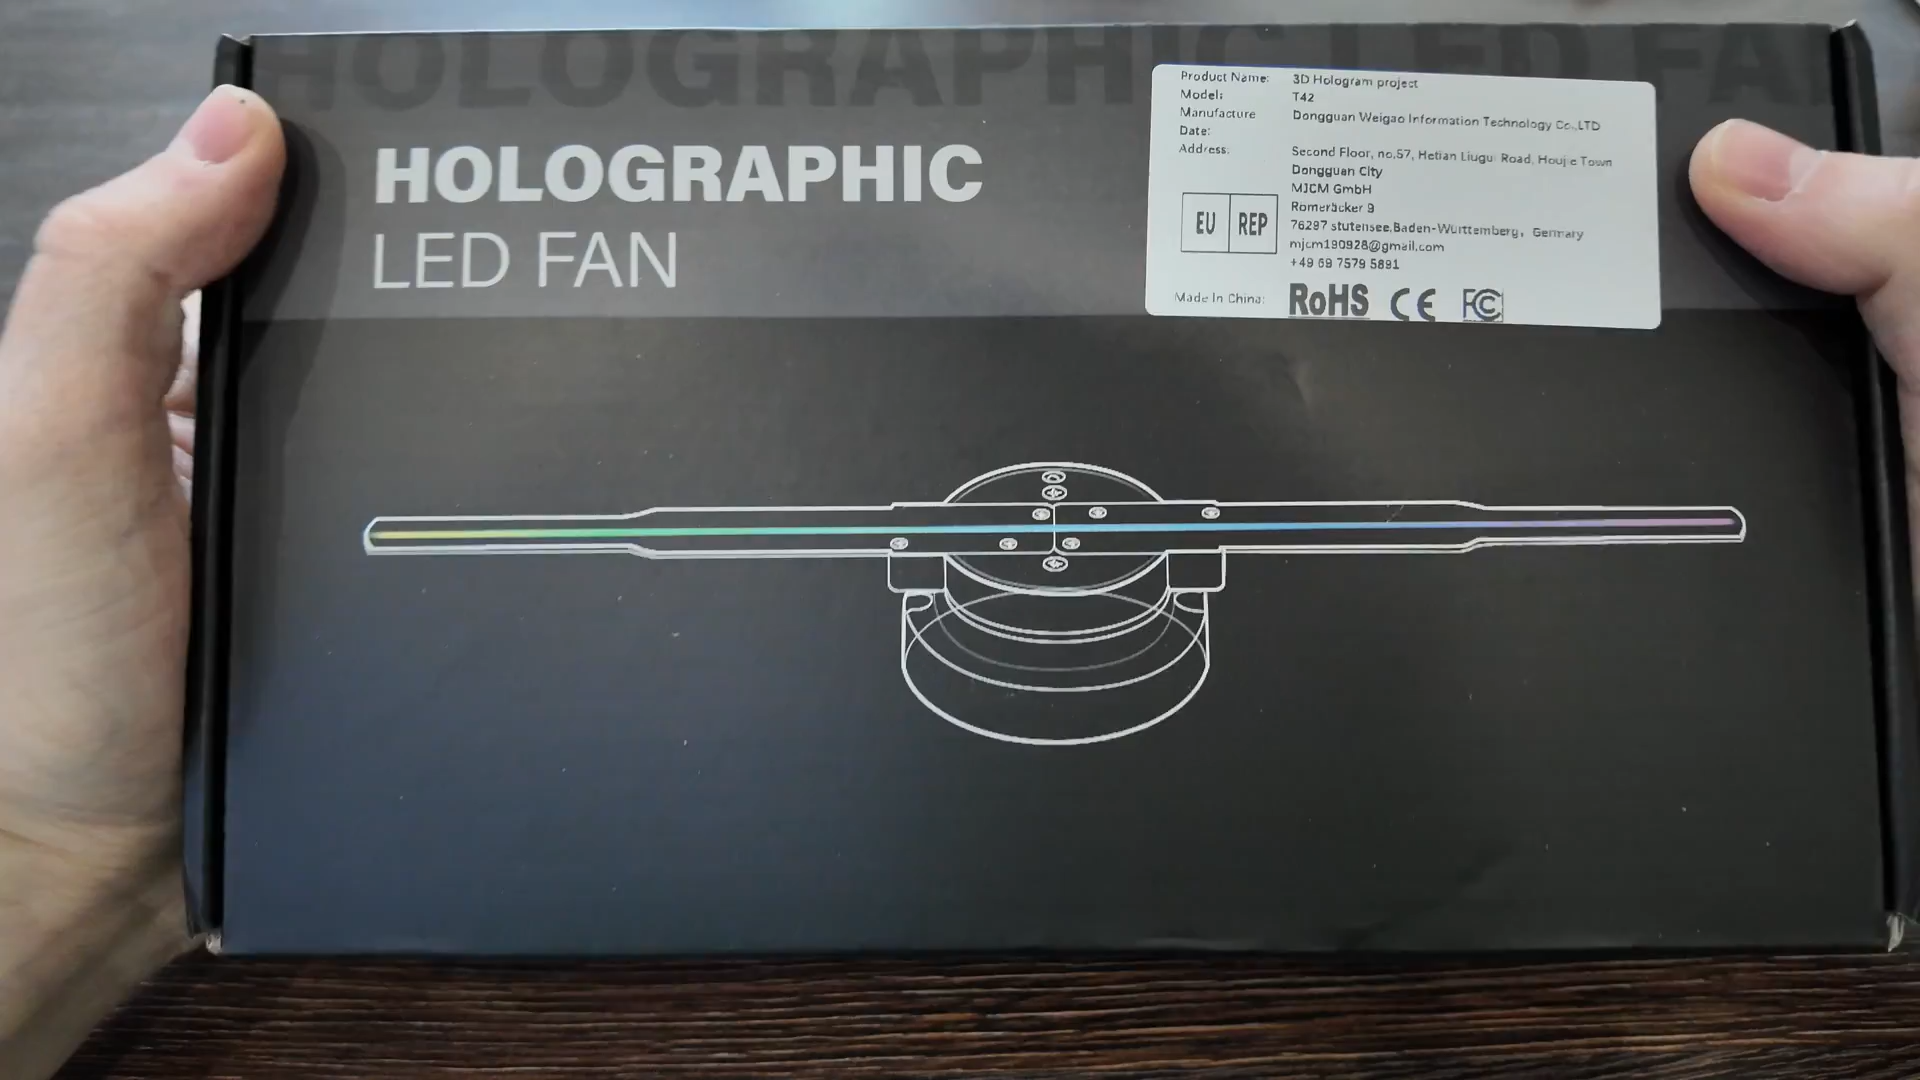 HOLOGRAPHIC LED FA
HOLOGRAPHIC
LED FAN
Product Name: 3D Hologram project
Model: T42
Manufacture Dongguan Weigao Information Technology Co.,LTD
Date:
Address: Second Floor, no.57, Hetian Liugui Road, Houjie Town
Dongguan City
MJCM GmbH
EU REP
Romeräcker 9
76297 stutensee,Baden-Wurttemberg, Germany
mjcm190928@gmail.com
+49 69 7579 5891
Made In China: RoHS CE FC